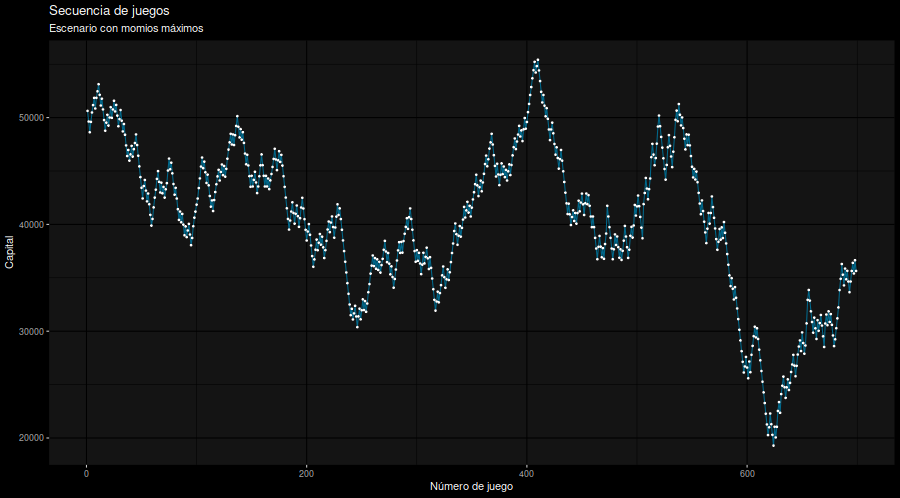 Secuencia de juegos
Escenario con momios máximos
Capital
50000
40000
30000
20000
0 200 400 600
Número de juego